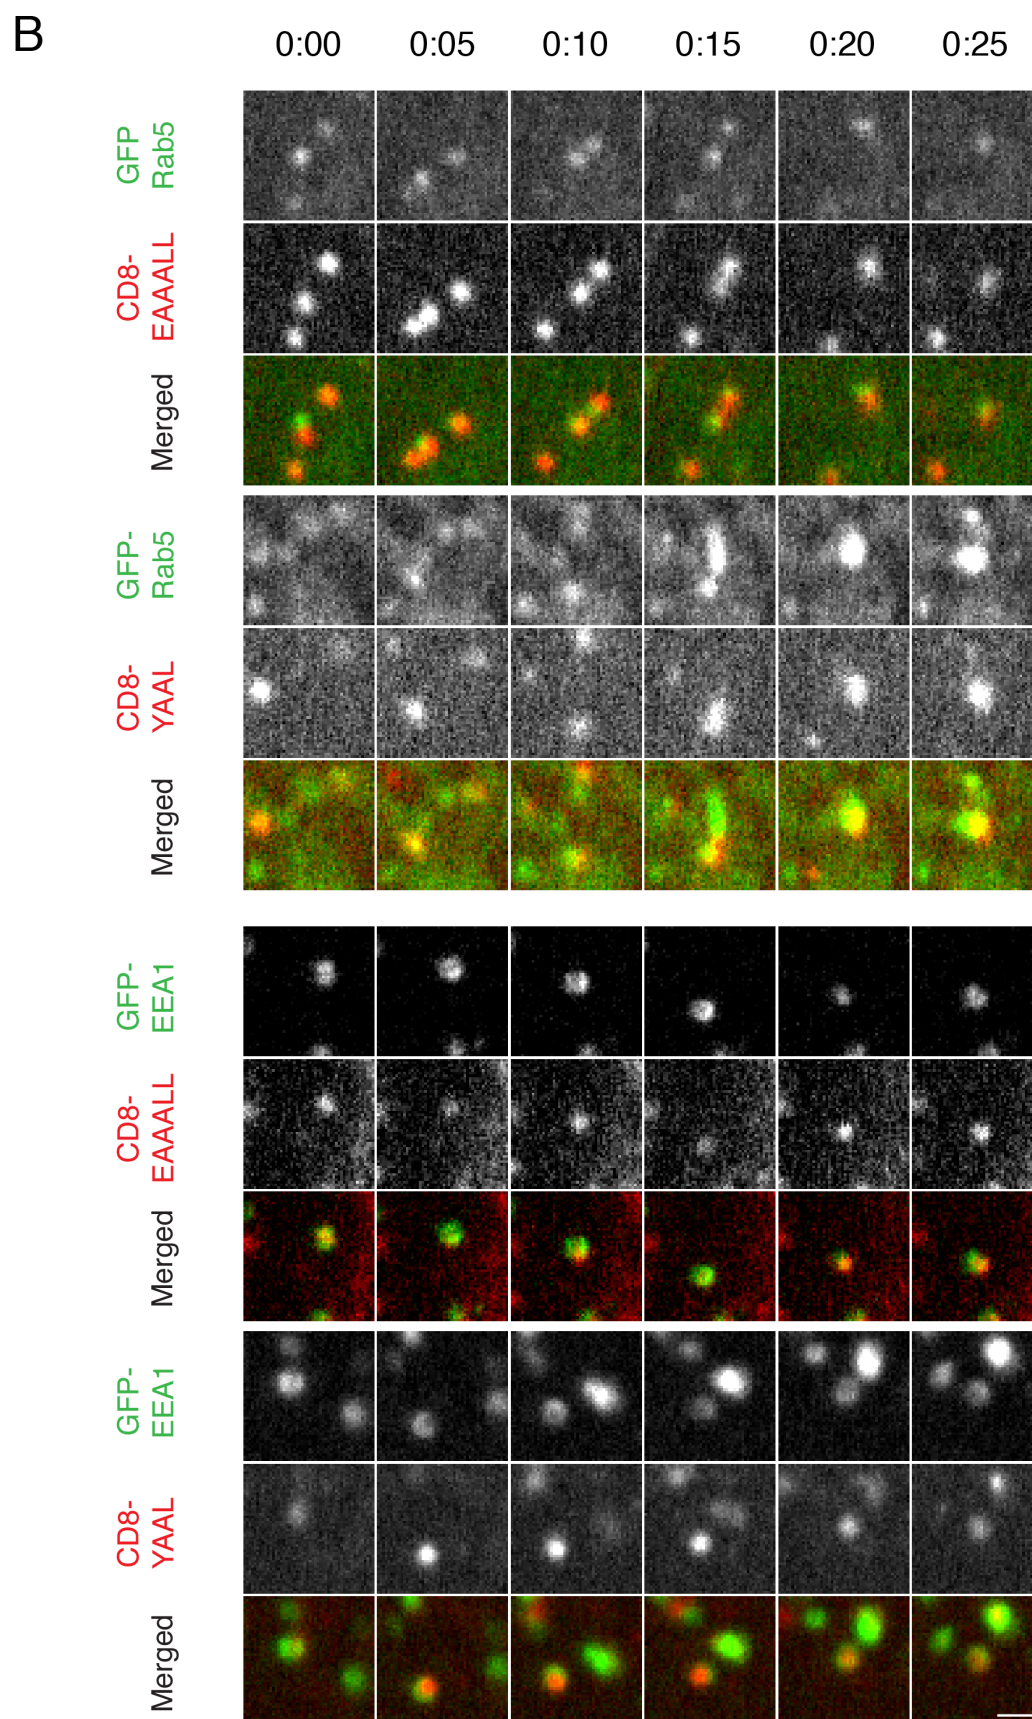 B
0:00 0:05 0:10 0:15 0:20 0:25
GFP
Rab5
CD8-
EAAALL
Merged
GFP-
Rab5
CD8-
YAAL
Merged
GFP-
EEA1
CD8-
EAAALL
Merged
GFP-
EEA1
CD8-
YAAL
Merged